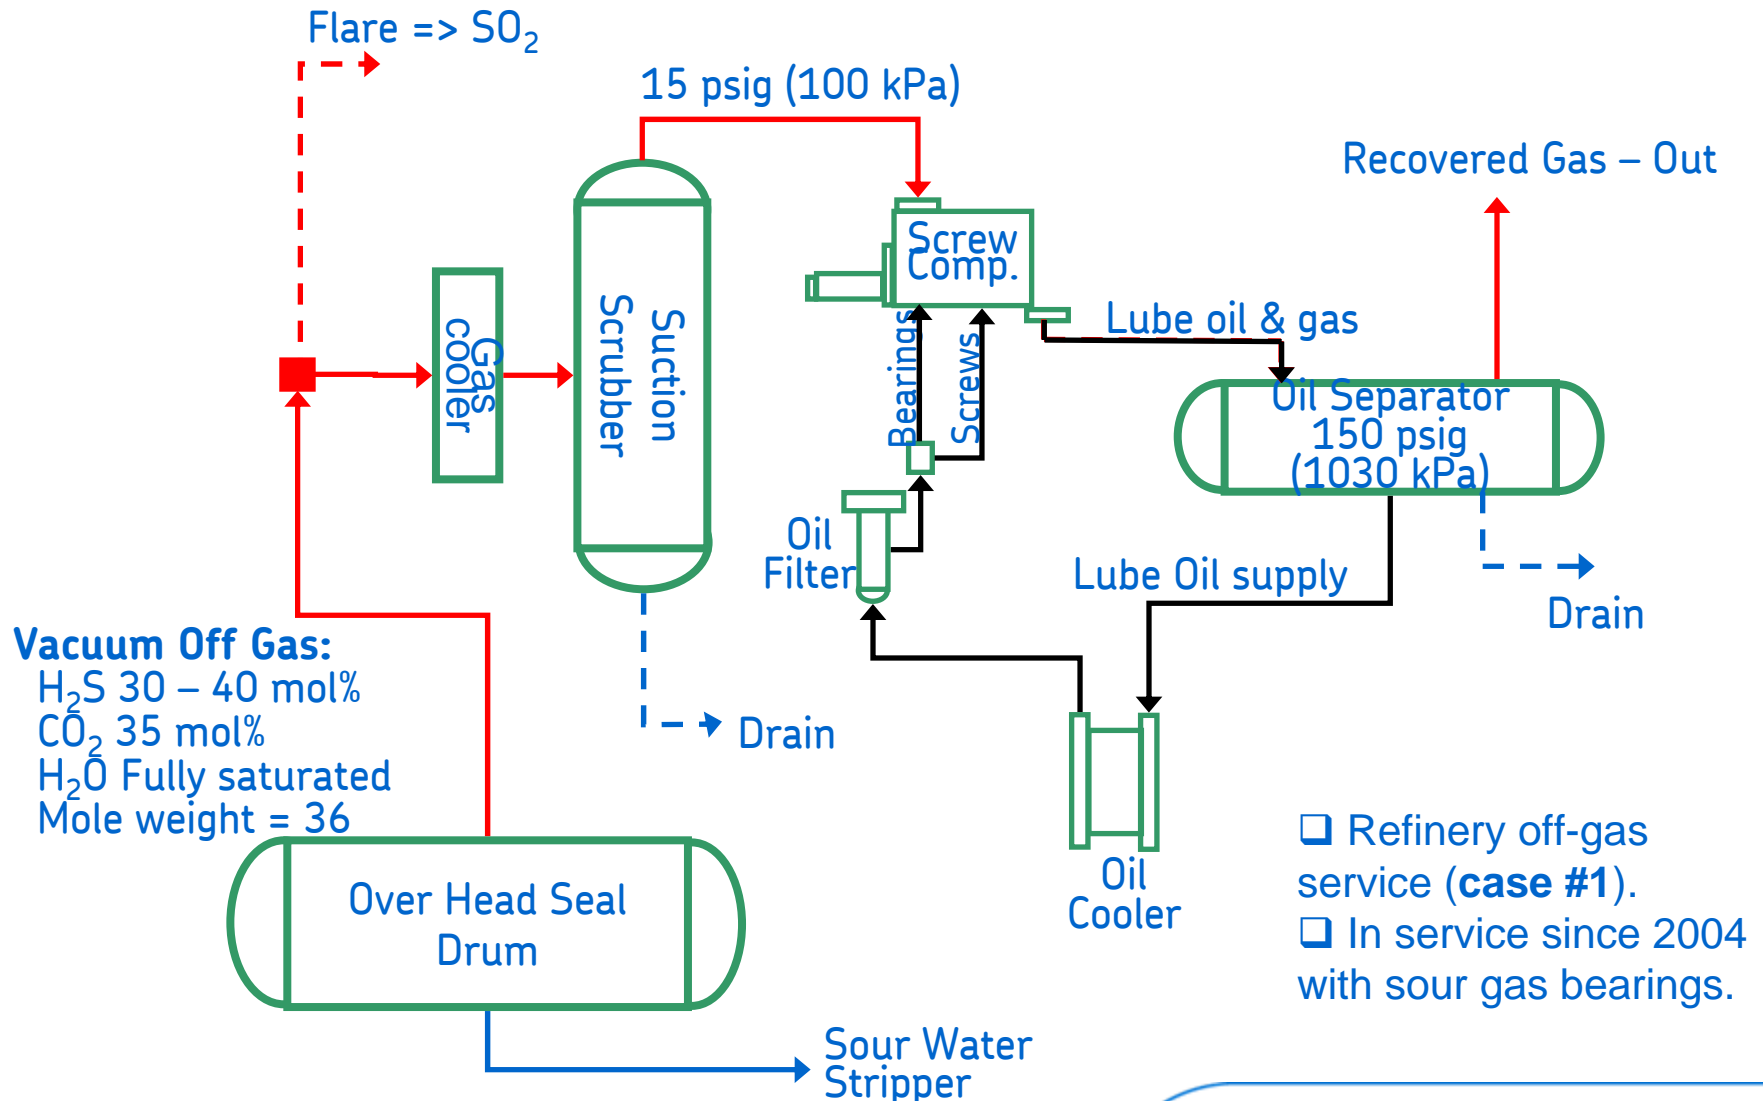 Flare => SO₂
15 psig (100 kPa)
Recovered Gas – Out
Screw
Comp.
Gas
cooler
Suction
Scrubber
Bearings
Screws
Lube oil & gas
Oil Separator
150 psig
(1030 kPa)
Oil
Filter
Lube Oil supply
Drain
Vacuum Off Gas:
H₂S 30 – 40 mol%
CO₂ 35 mol%
H₂O Fully saturated
Mole weight = 36
Drain
Oil
Cooler
Over Head Seal
Drum
❑ Refinery off-gas
service (case #1).
❑ In service since 2004
with sour gas bearings.
Sour Water
Stripper